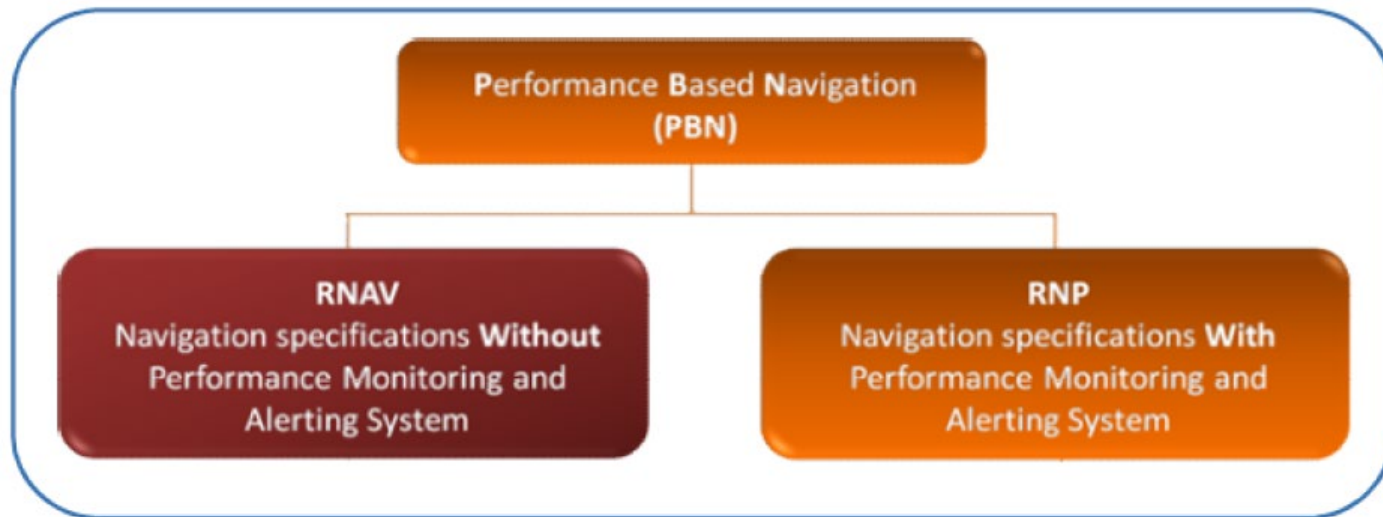 Performance Based Navigation
(PBN)
RNAV
Navigation specifications Without
Performance Monitoring and
Alerting System
RNP
Navigation specifications With
Performance Monitoring and
Alerting System